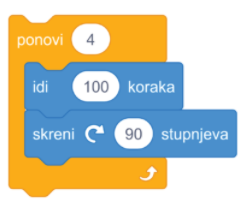 ponovi 4
idi 100 koraka
skreni 90 stupnjeva